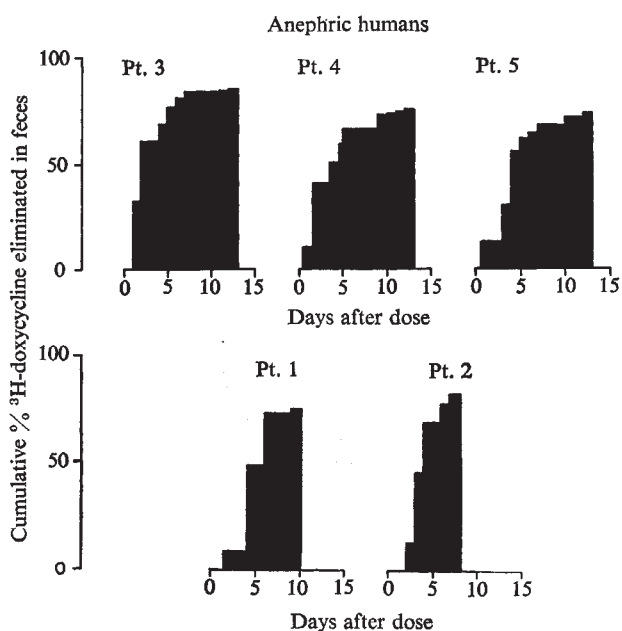 Anephric humans
Cumulative % ³H-doxycycline eliminated in feces
100
50
0
Pt. 3
Pt. 4
Pt. 5
0 5 10 15
0 5 10 15
0 5 10 15
Days after dose
100
50
0
Pt. 1
Pt. 2
0 5 10 15
0 5 10 15
Days after dose